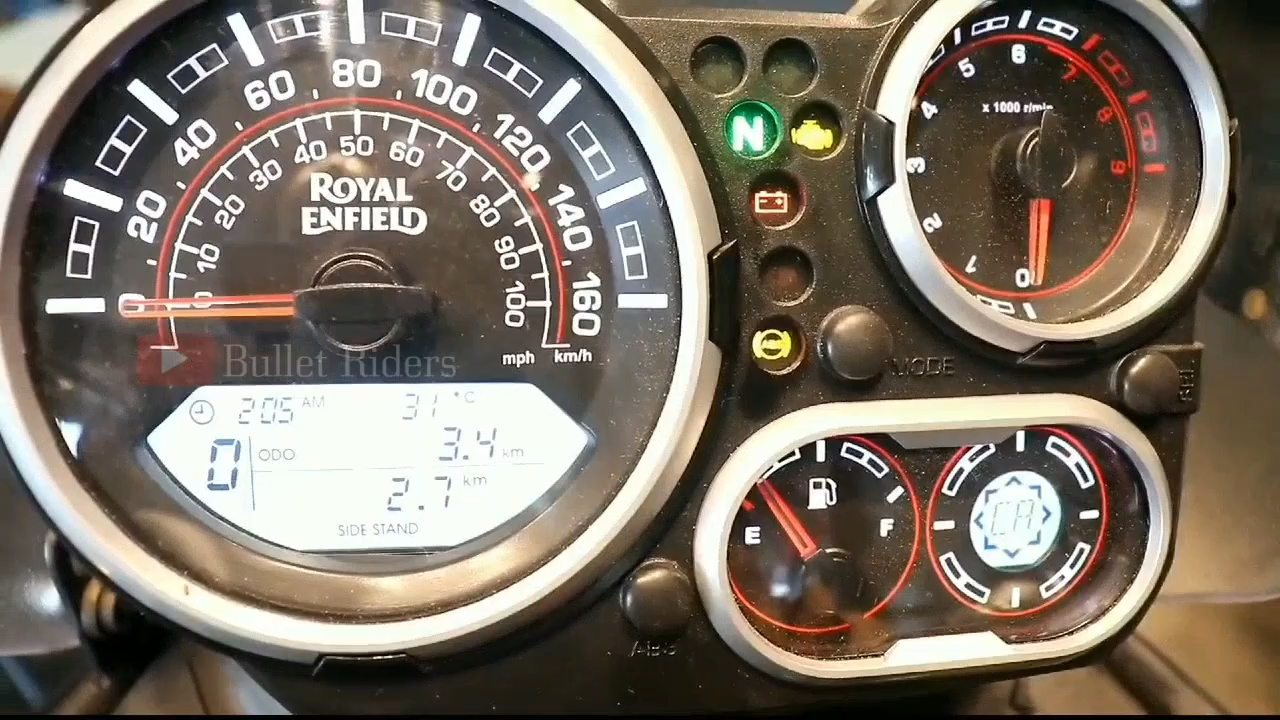 0 20 40 60 80 100 120 140 160
0 10 20 30 40 50 60 70 80 90 100
ROYAL
ENFIELD
mph km/h
Bullet Riders
2:05 AM 31 °C
0 ODO 3.4 km
2.7 km
SIDE STAND
N
ABS
MODE
0 1 2 3 4 5 6 7 8 9
x 1000 r/min
E F
CA